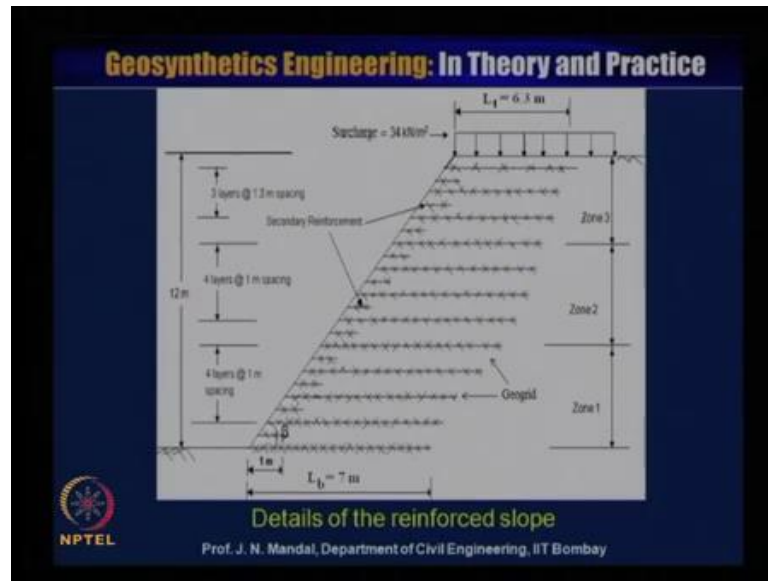 Geosynthetics Engineering: In Theory and Practice
Lt = 6.3 m
Surcharge = 34 kN/m²
3 layers @ 1.3 m spacing
Secondary Reinforcement
Zone 3
4 layers @ 1 m spacing
12 m
Zone 2
4 layers @ 1 m
spacing
Geogrid
Zone 1
β
1 m
Lb = 7 m
Details of the reinforced slope
NPTEL
Prof. J. N. Mandal, Department of Civil Engineering, IIT Bombay